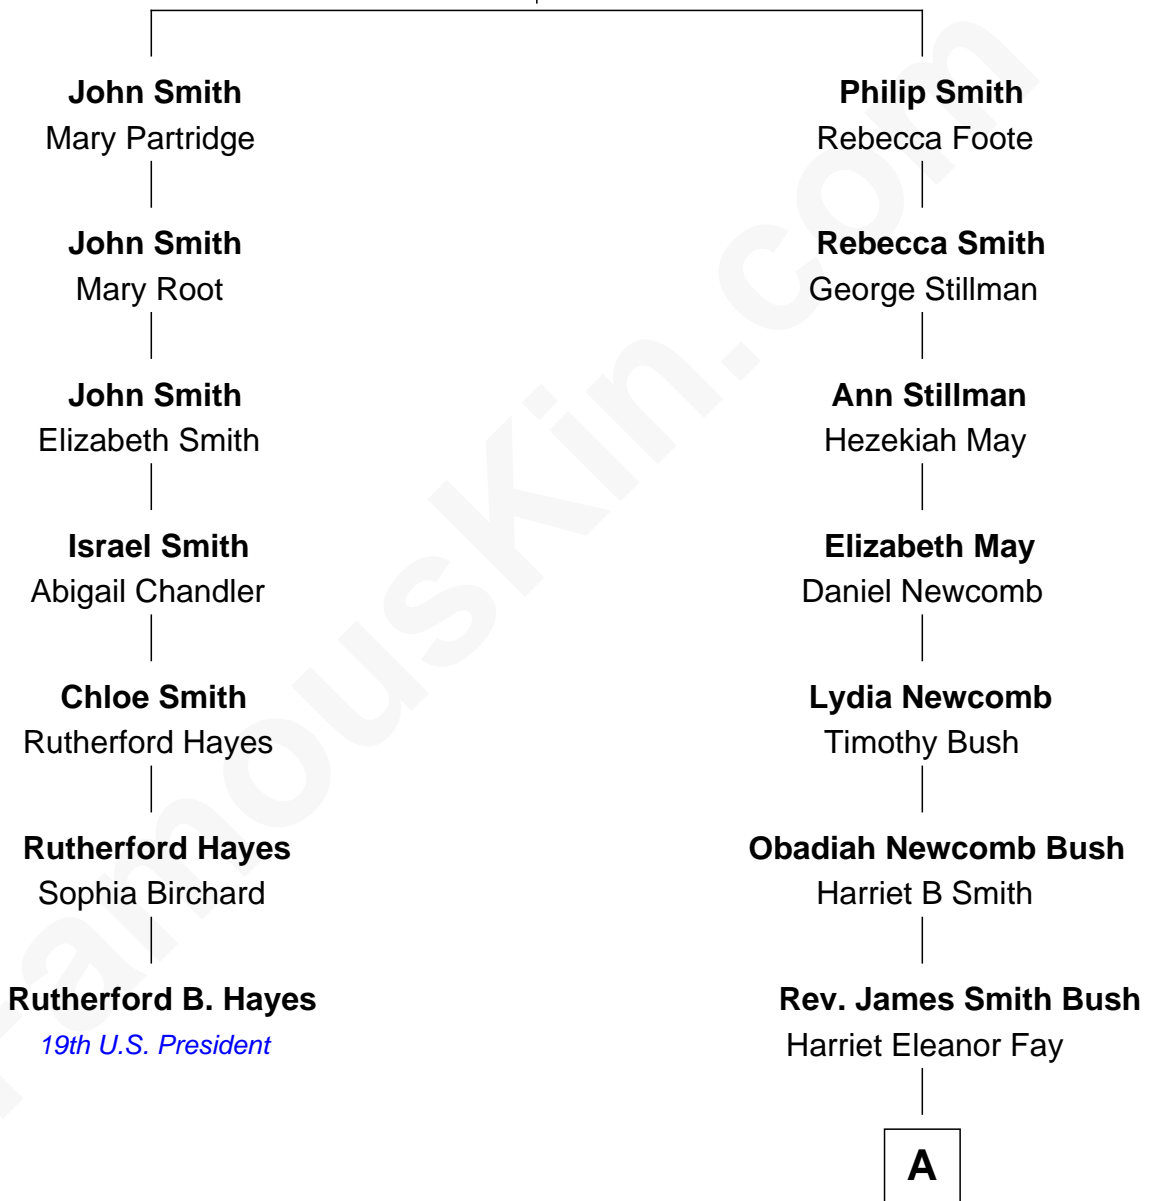 John Smith
Mary Partridge
John Smith
Mary Root
John Smith
Elizabeth Smith
Israel Smith
Abigail Chandler
Chloe Smith
Rutherford Hayes
Rutherford Hayes
Sophia Birchard
Rutherford B. Hayes
19th U.S. President
Philip Smith
Rebecca Foote
Rebecca Smith
George Stillman
Ann Stillman
Hezekiah May
Elizabeth May
Daniel Newcomb
Lydia Newcomb
Timothy Bush
Obadiah Newcomb Bush
Harriet B Smith
Rev. James Smith Bush
Harriet Eleanor Fay
A
FamousKin.com